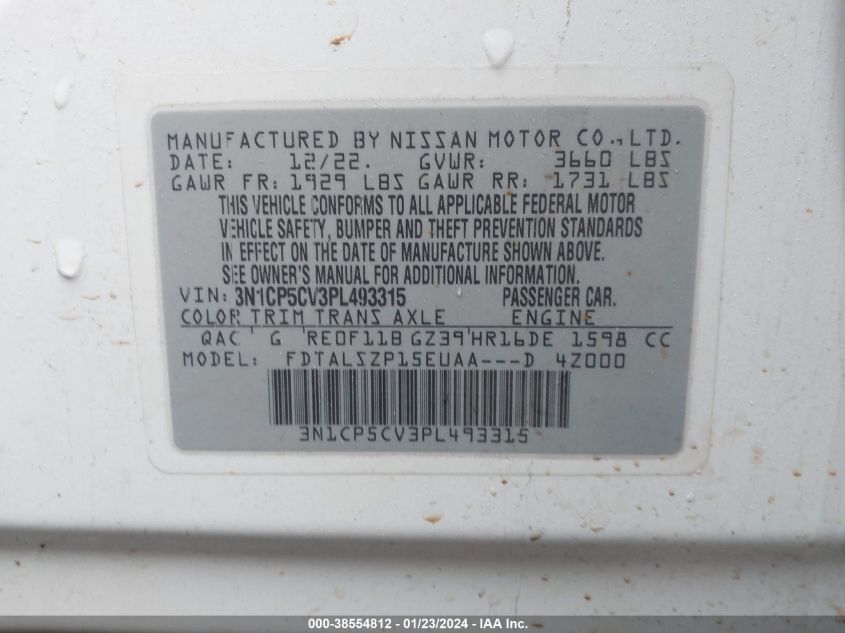 MANUFACTURED BY NISSAN MOTOR CO.,LTD.
DATE: 12/22. GVWR: 3660 LBS
GAWR FR: 1929 LBS GAWR RR: 1731 LBS
THIS VEHICLE CONFORMS TO ALL APPLICABLE FEDERAL MOTOR
VEHICLE SAFETY, BUMPER AND THEFT PREVENTION STANDARDS
IN EFFECT ON THE DATE OF MANUFACTURE SHOWN ABOVE.
SEE OWNER'S MANUAL FOR ADDITIONAL INFORMATION.
VIN: 3N1CP5CV3PL493315 PASSENGER CAR.
COLOR TRIM TRANS AXLE ENGINE
QAC G RE0F11B GZ39 HR16DE 1598 CC
MODEL: FDTALSZP15EUAA---D 4Z000
3N1CP5CV3PL493315
000-38554812 - 01/23/2024 - IAA Inc.